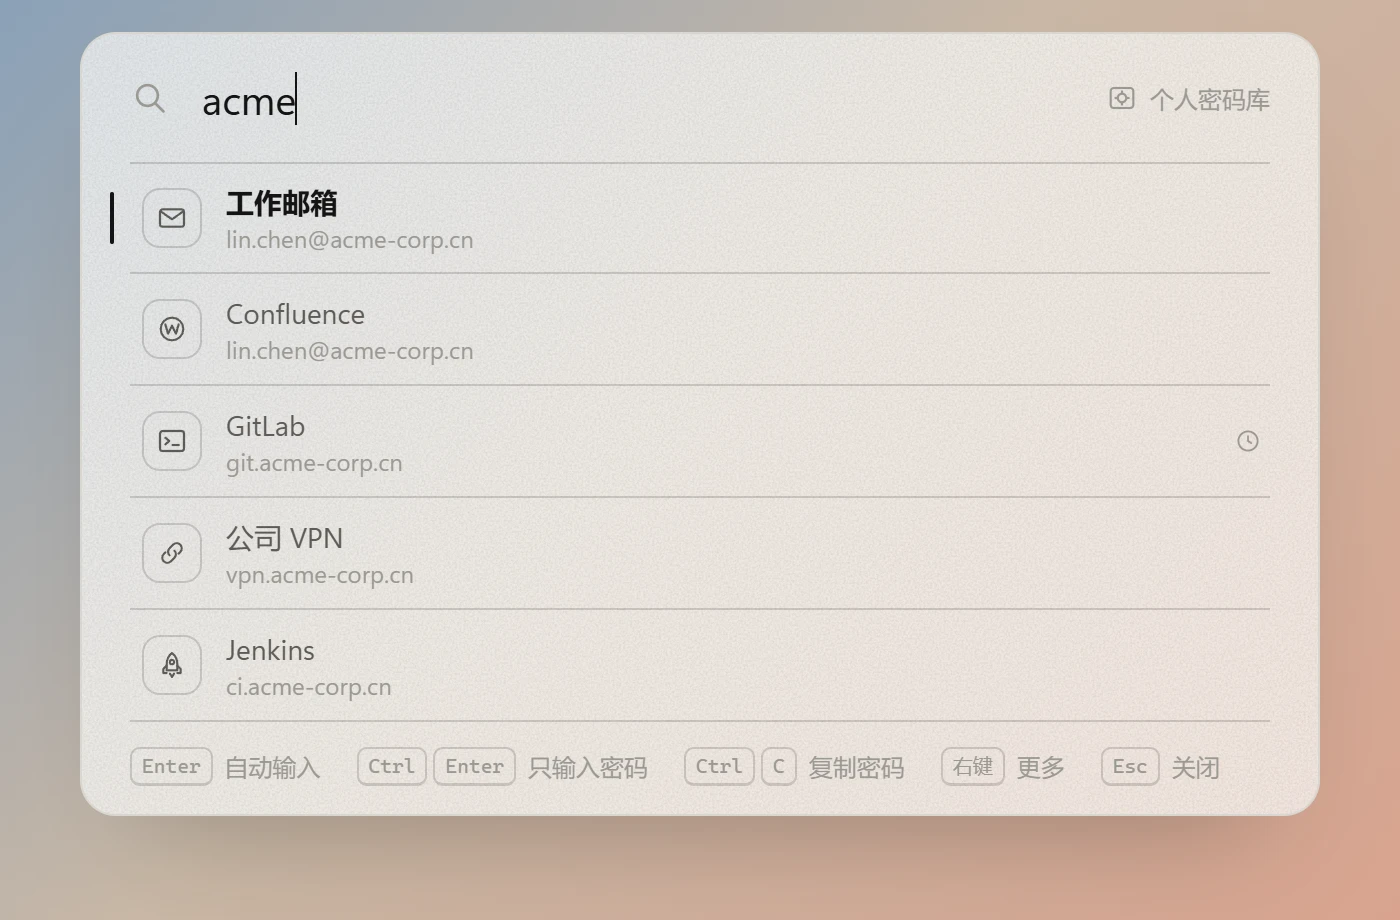 acme
个人密码库
工作邮箱
lin.chen@acme-corp.cn
Confluence
lin.chen@acme-corp.cn
GitLab
git.acme-corp.cn
公司 VPN
vpn.acme-corp.cn
Jenkins
ci.acme-corp.cn
Enter 自动输入 Ctrl Enter 只输入密码 Ctrl C 复制密码 右键 更多 Esc 关闭